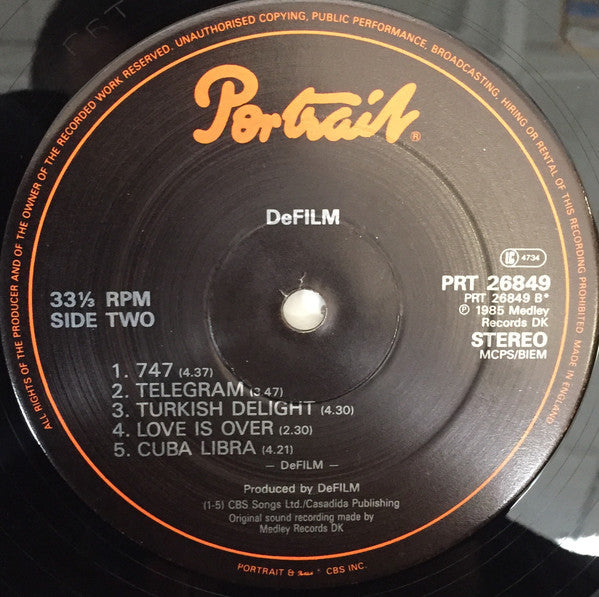 ALL RIGHTS OF THE PRODUCER AND OF THE OWNER OF THE RECORDED WORK RESERVED. UNAUTHORISED COPYING, PUBLIC PERFORMANCE, BROADCASTING, HIRING OR RENTAL OF THIS RECORDING PROHIBITED. MADE IN ENGLAND
Portrait®
DeFILM
LC 4734
PRT 26849
PRT 26849 B*
℗ 1985 Medley
Records DK
STEREO
MCPS/BIEM
33⅓ RPM
SIDE TWO
1. 747 (4.37)
2. TELEGRAM (3.47)
3. TURKISH DELIGHT (4.30)
4. LOVE IS OVER (2.30)
5. CUBA LIBRA (4.21)
— DeFILM —
Produced by DeFILM
(1-5) CBS Songs Ltd./Casadida Publishing
Original sound recording made by
Medley Records DK
PORTRAIT & CBS INC.